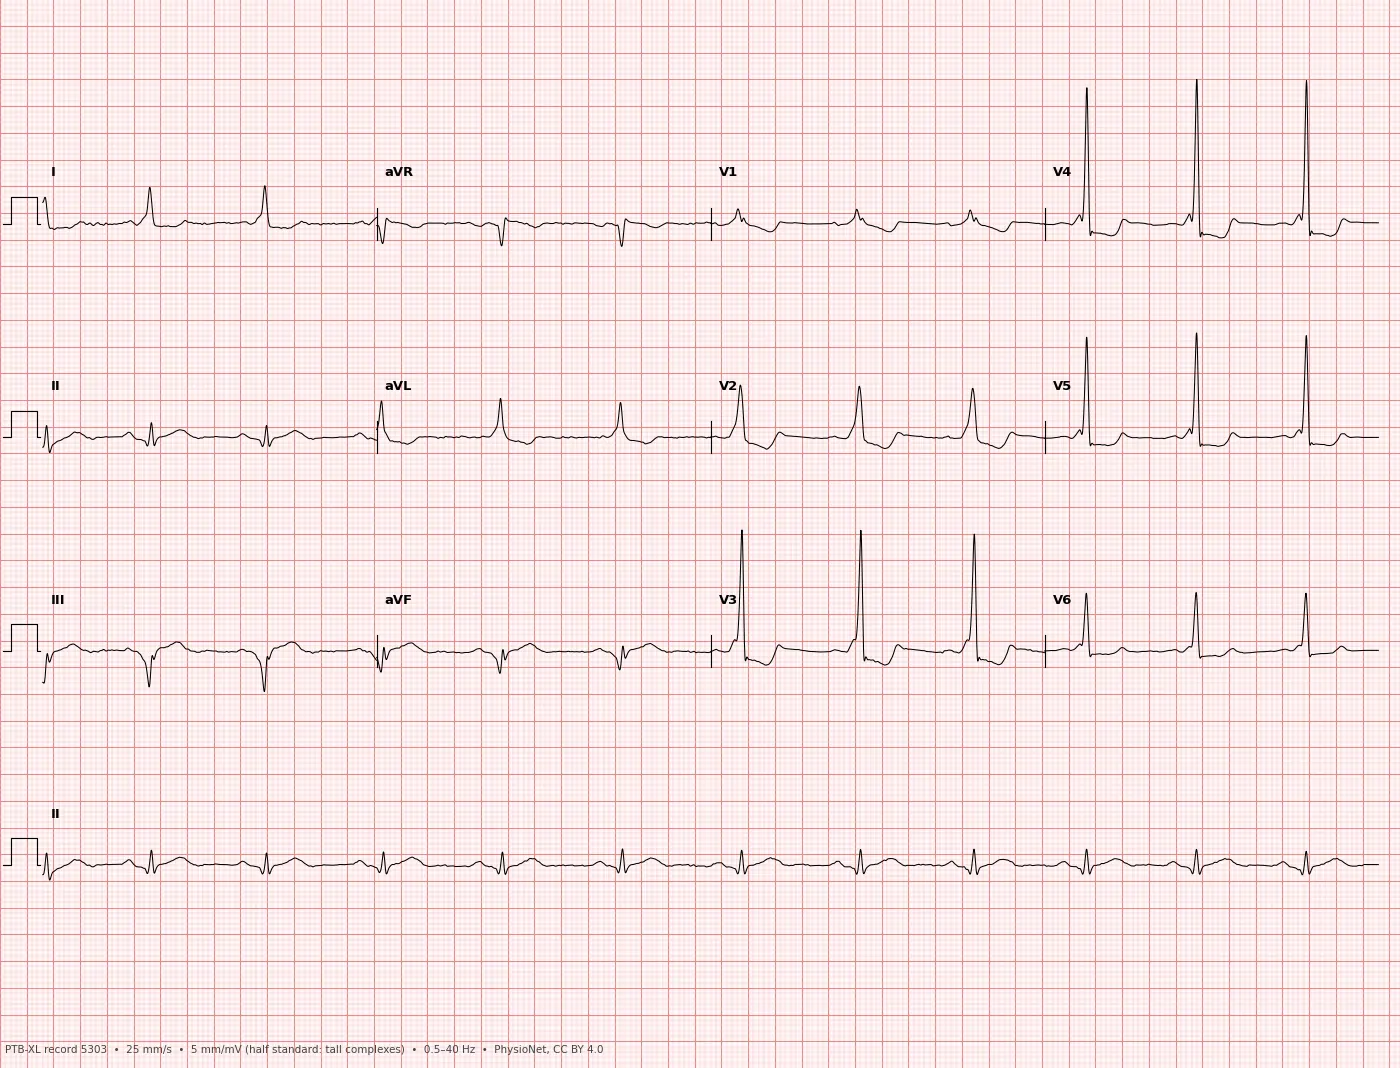 I aVR V1 V4
II aVL V2 V5
III aVF V3 V6
II
PTB-XL record 5303 • 25 mm/s • 5 mm/mV (half standard: tall complexes) • 0.5–40 Hz • PhysioNet, CC BY 4.0